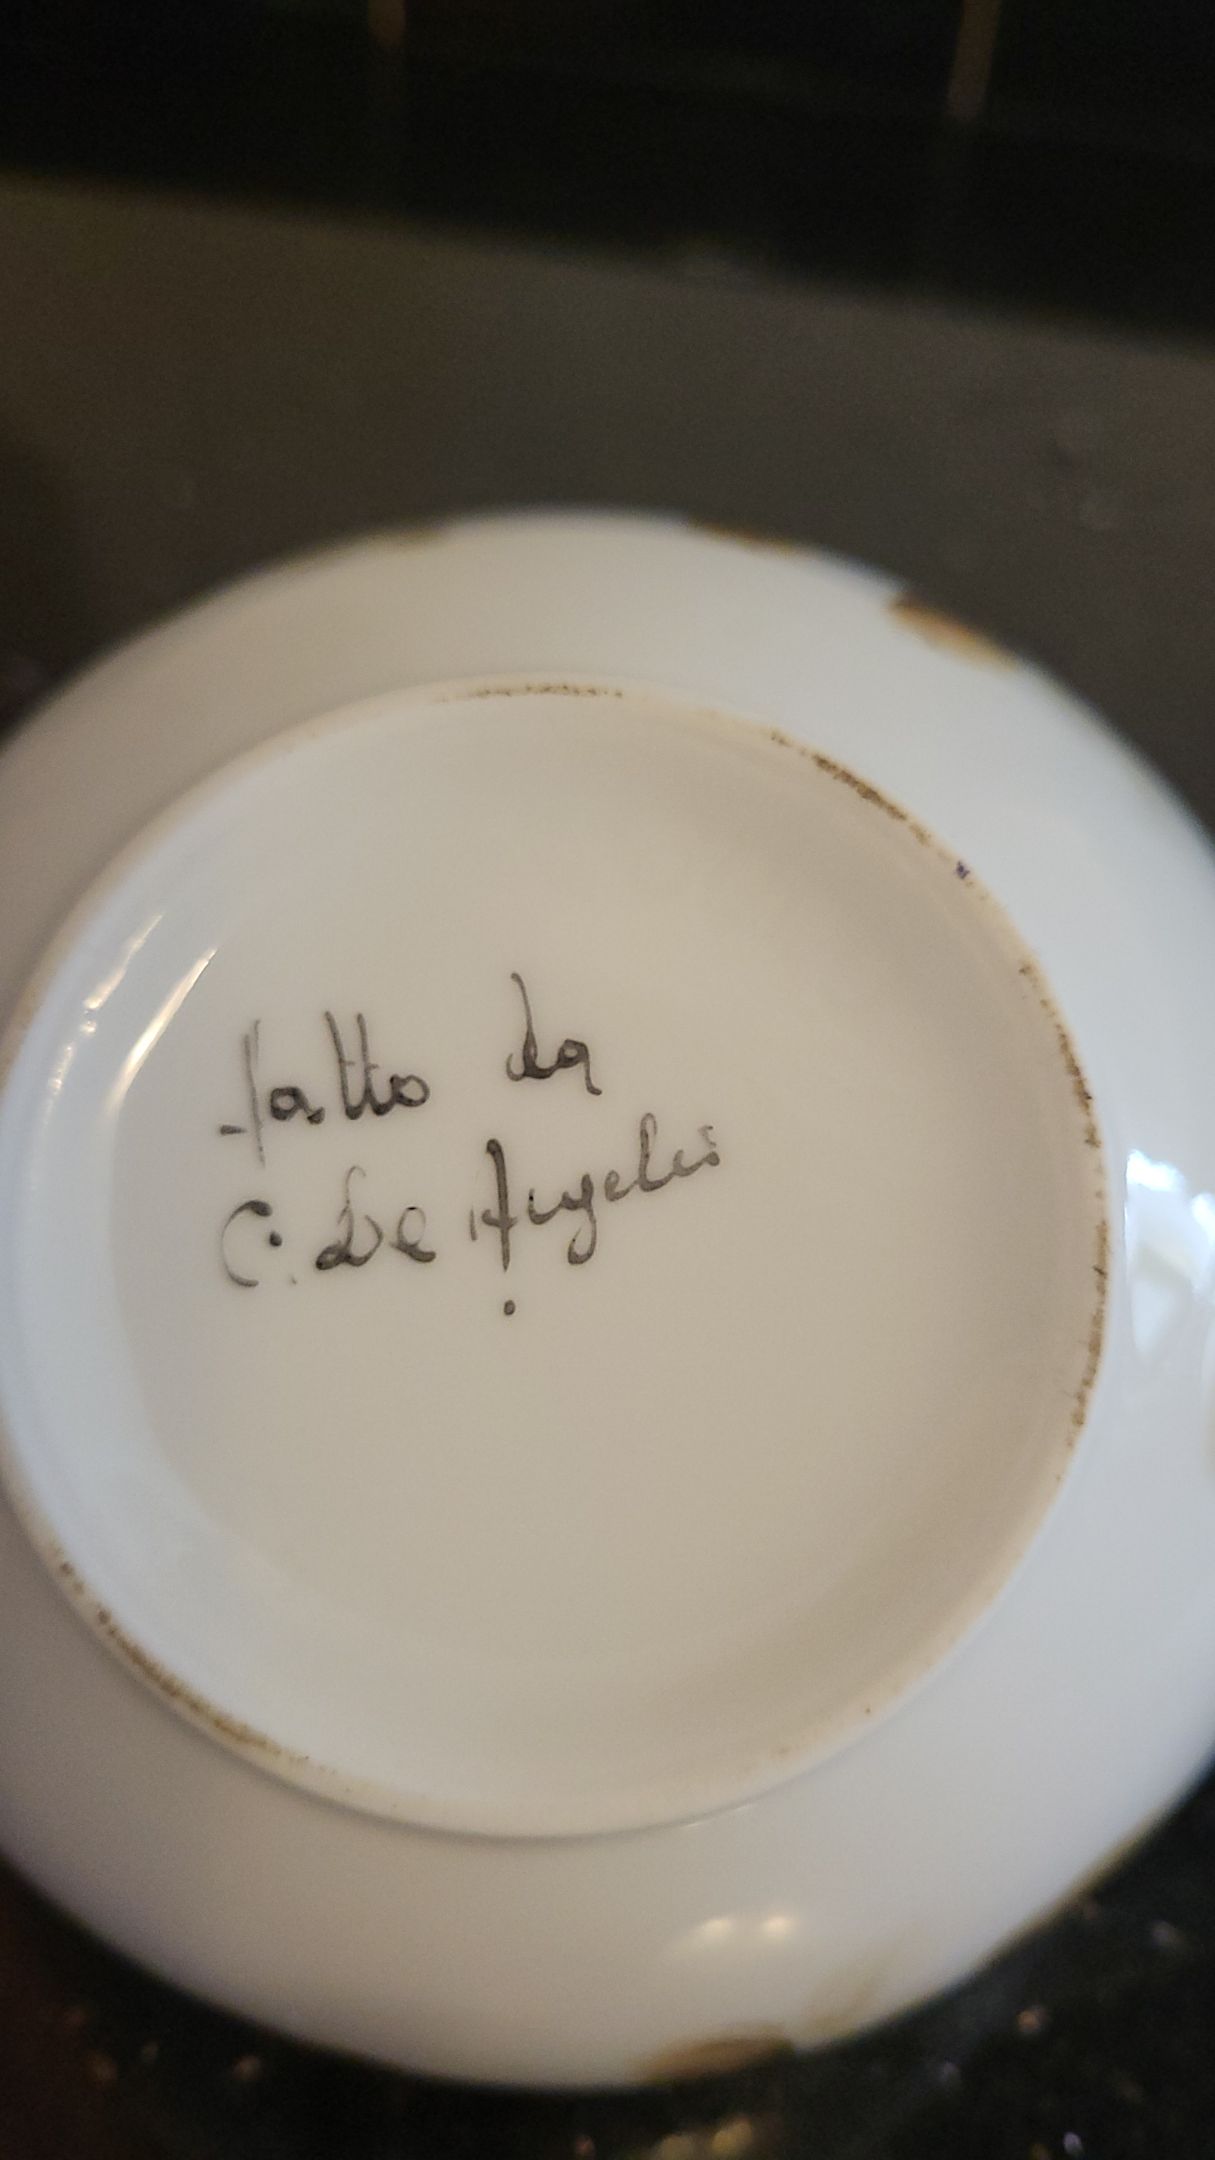 fatto da
C. De Angelis